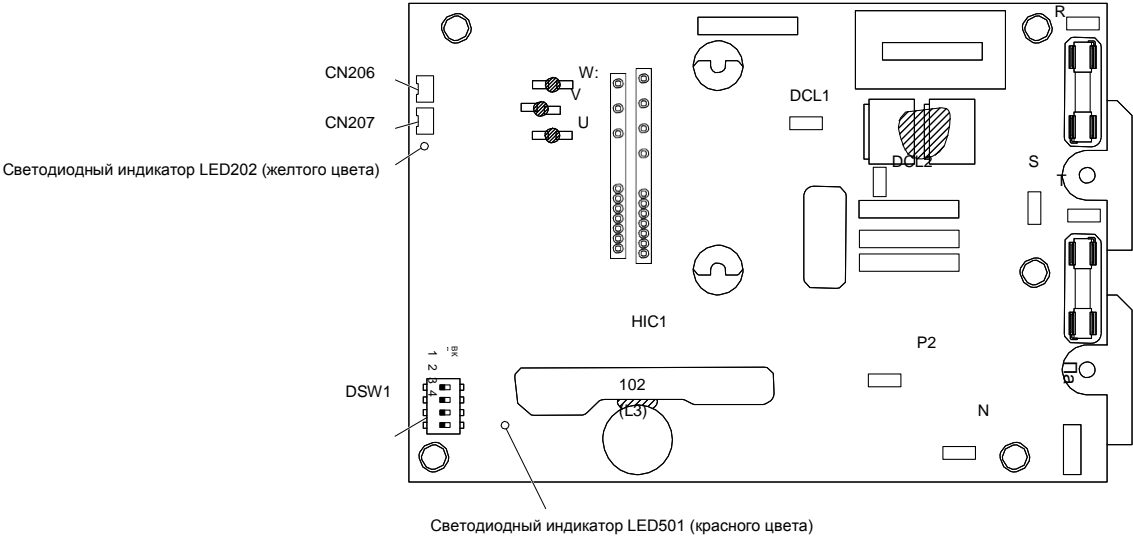 R
CN206
W:
V
DCL1
CN207
U
Светодиодный индикатор LED202 (желтого цвета)
DCL2
S
T
HIC1
P2
ВК
1 2 3 4
DSW1
102
(L3)
N
Светодиодный индикатор LED501 (красного цвета)